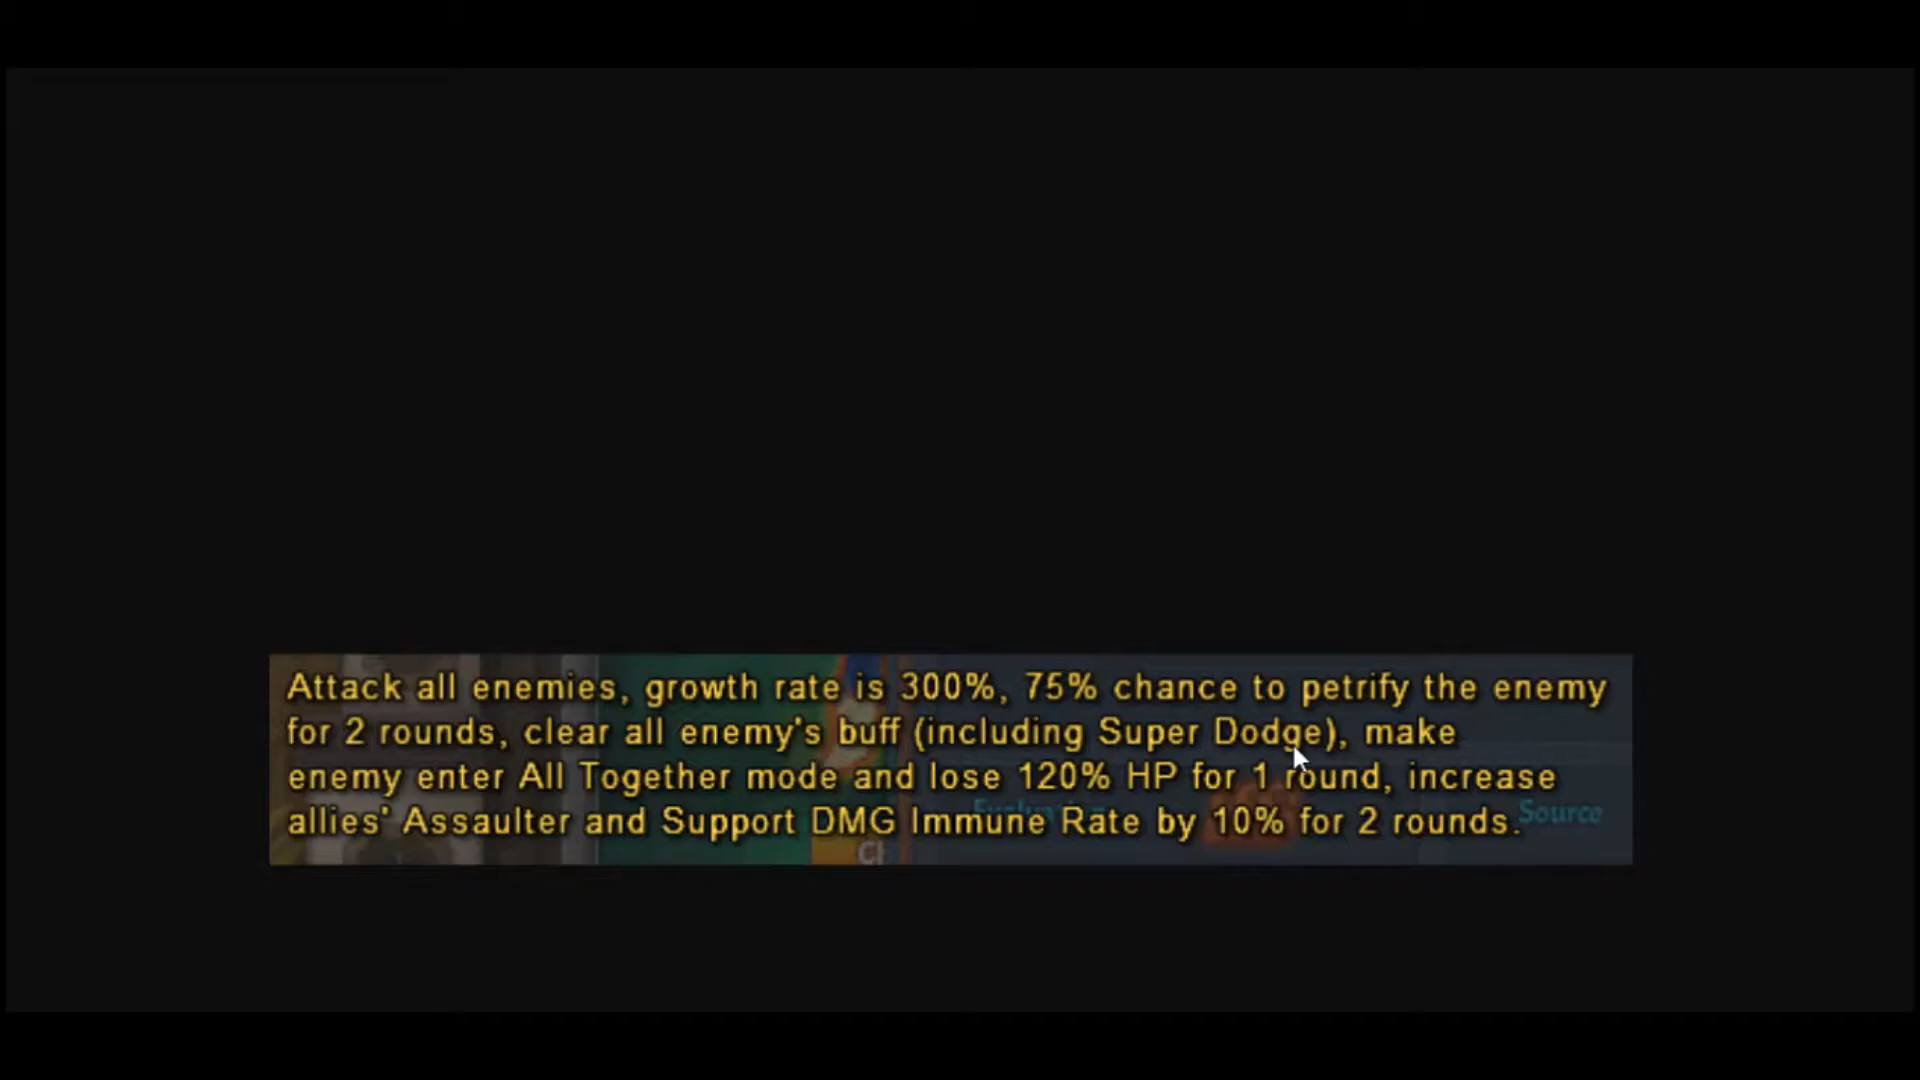 Attack all enemies, growth rate is 300%, 75% chance to petrify the enemy
for 2 rounds, clear all enemy's buff (including Super Dodge), make
enemy enter All Together mode and lose 120% HP for 1 round, increase
allies' Assaulter and Support DMG Immune Rate by 10% for 2 rounds.
Source